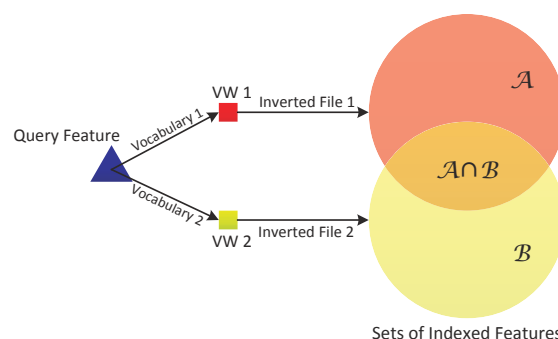 Query Feature
Vocabulary 1
Vocabulary 2
VW 1
VW 2
Inverted File 1
Inverted File 2
𝒜
𝒜∩ℬ
ℬ
Sets of Indexed Features